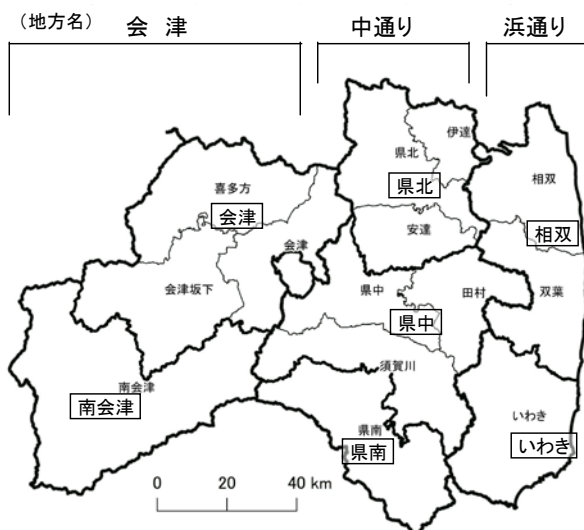 （地方名） 会 津 中通り 浜通り
伊達
県北
相双
県北
喜多方
会津
安達
相双
会津
会津坂下
県中
田村
双葉
県中
須賀川
南会津
南会津
いわき
県南
県南
いわき
0 20 40 km